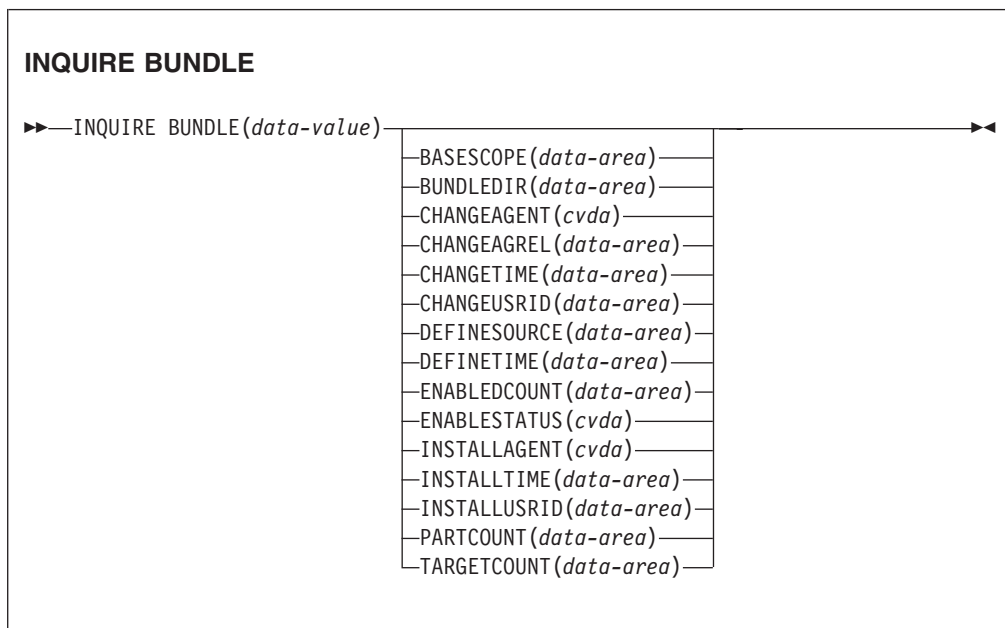 INQUIRE BUNDLE
INQUIRE BUNDLE(data-value)
BASESCOPE(data-area)
BUNDLEDIR(data-area)
CHANGEAGENT(cvda)
CHANGEAGREL(data-area)
CHANGETIME(data-area)
CHANGEUSRID(data-area)
DEFINESOURCE(data-area)
DEFINETIME(data-area)
ENABLEDCOUNT(data-area)
ENABLESTATUS(cvda)
INSTALLAGENT(cvda)
INSTALLTIME(data-area)
INSTALLUSRID(data-area)
PARTCOUNT(data-area)
TARGETCOUNT(data-area)